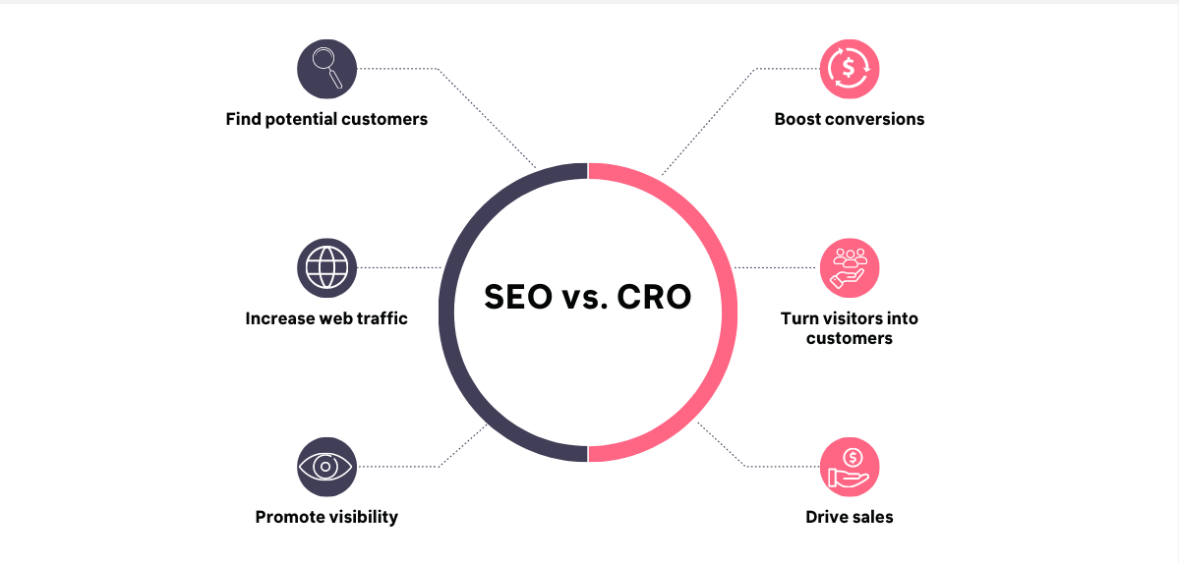 Find potential customers
Boost conversions
SEO vs. CRO
Increase web traffic
Turn visitors into
customers
Promote visibility
Drive sales